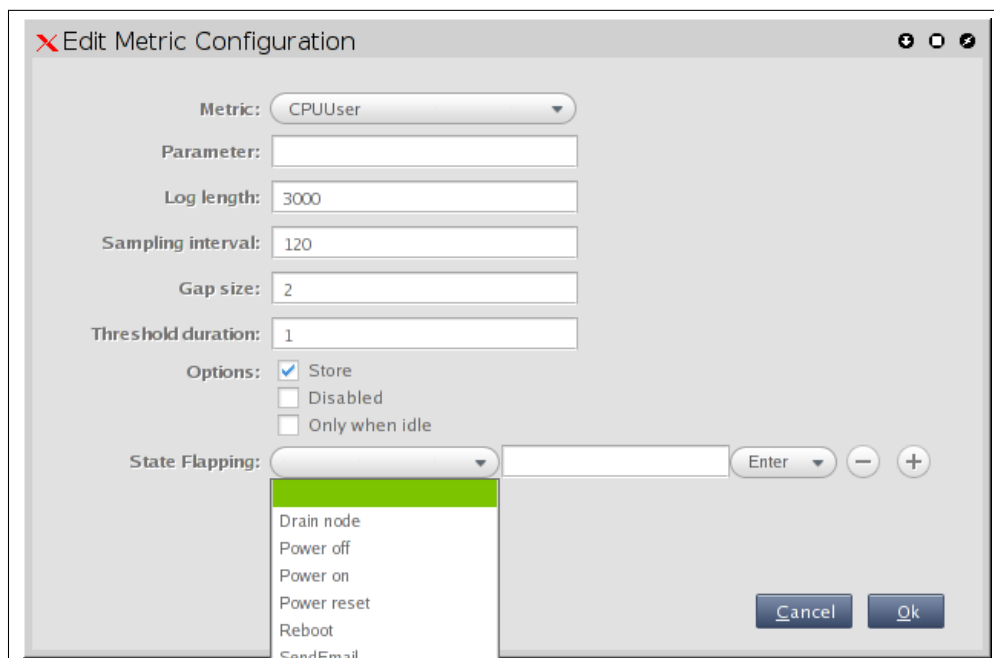 Edit Metric Configuration
Metric: CPUUser
Parameter:
Log length: 3000
Sampling interval: 120
Gap size: 2
Threshold duration: 1
Options: Store
Disabled
Only when idle
State Flapping: Enter
Drain node
Power off
Power on
Power reset
Reboot
SendEmail
Cancel Ok